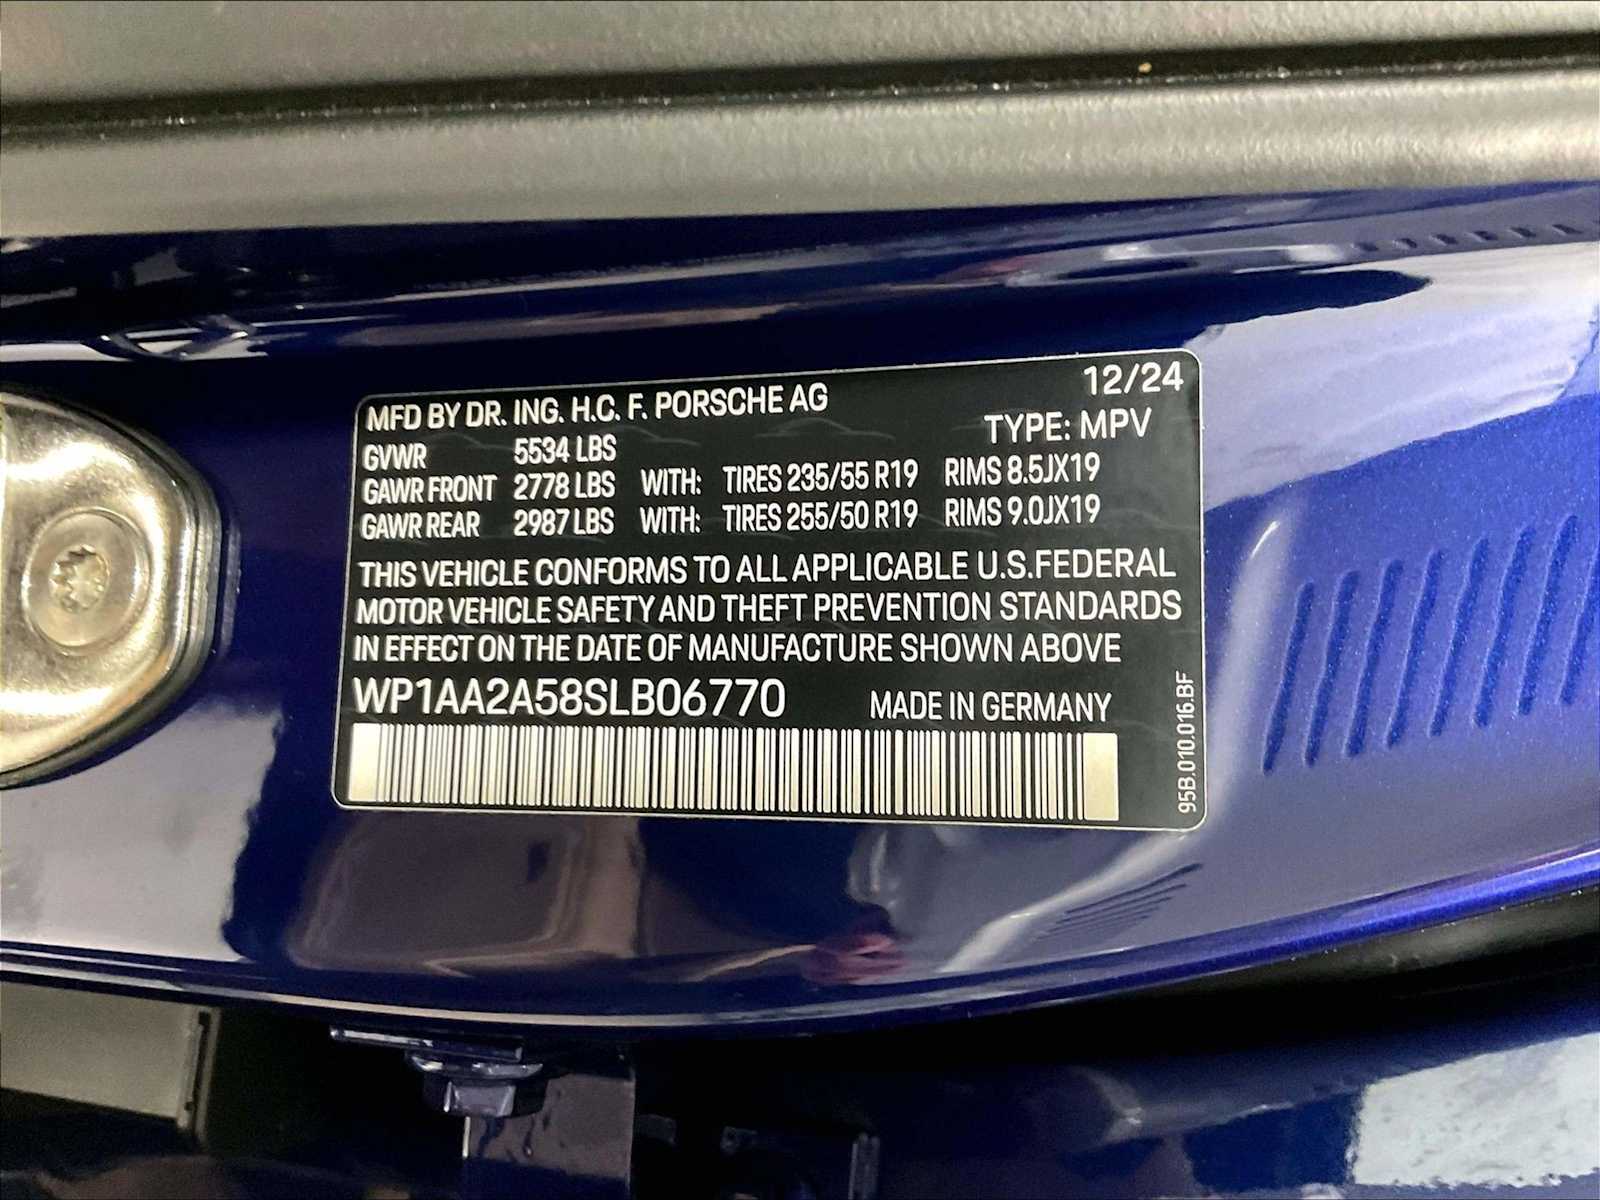 MFD BY DR. ING. H.C. F. PORSCHE AG 12/24
TYPE: MPV
GVWR 5534 LBS
GAWR FRONT 2778 LBS WITH: TIRES 235/55 R19 RIMS 8.5JX19
GAWR REAR 2987 LBS WITH: TIRES 255/50 R19 RIMS 9.0JX19
THIS VEHICLE CONFORMS TO ALL APPLICABLE U.S.FEDERAL
MOTOR VEHICLE SAFETY AND THEFT PREVENTION STANDARDS
IN EFFECT ON THE DATE OF MANUFACTURE SHOWN ABOVE
WP1AA2A58SLB06770 MADE IN GERMANY
95B.010.016.BF